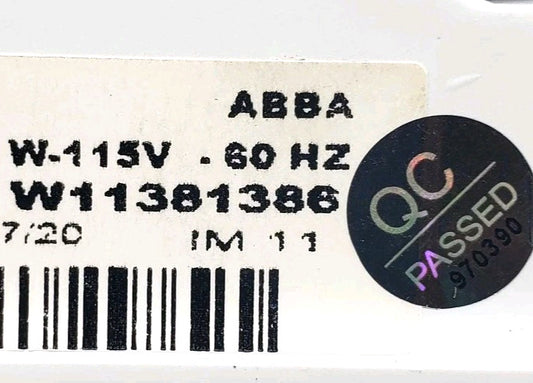 ABBA
W-115V - 60 HZ
W11381386
7/20 IM 11
QC
PASSED
970390